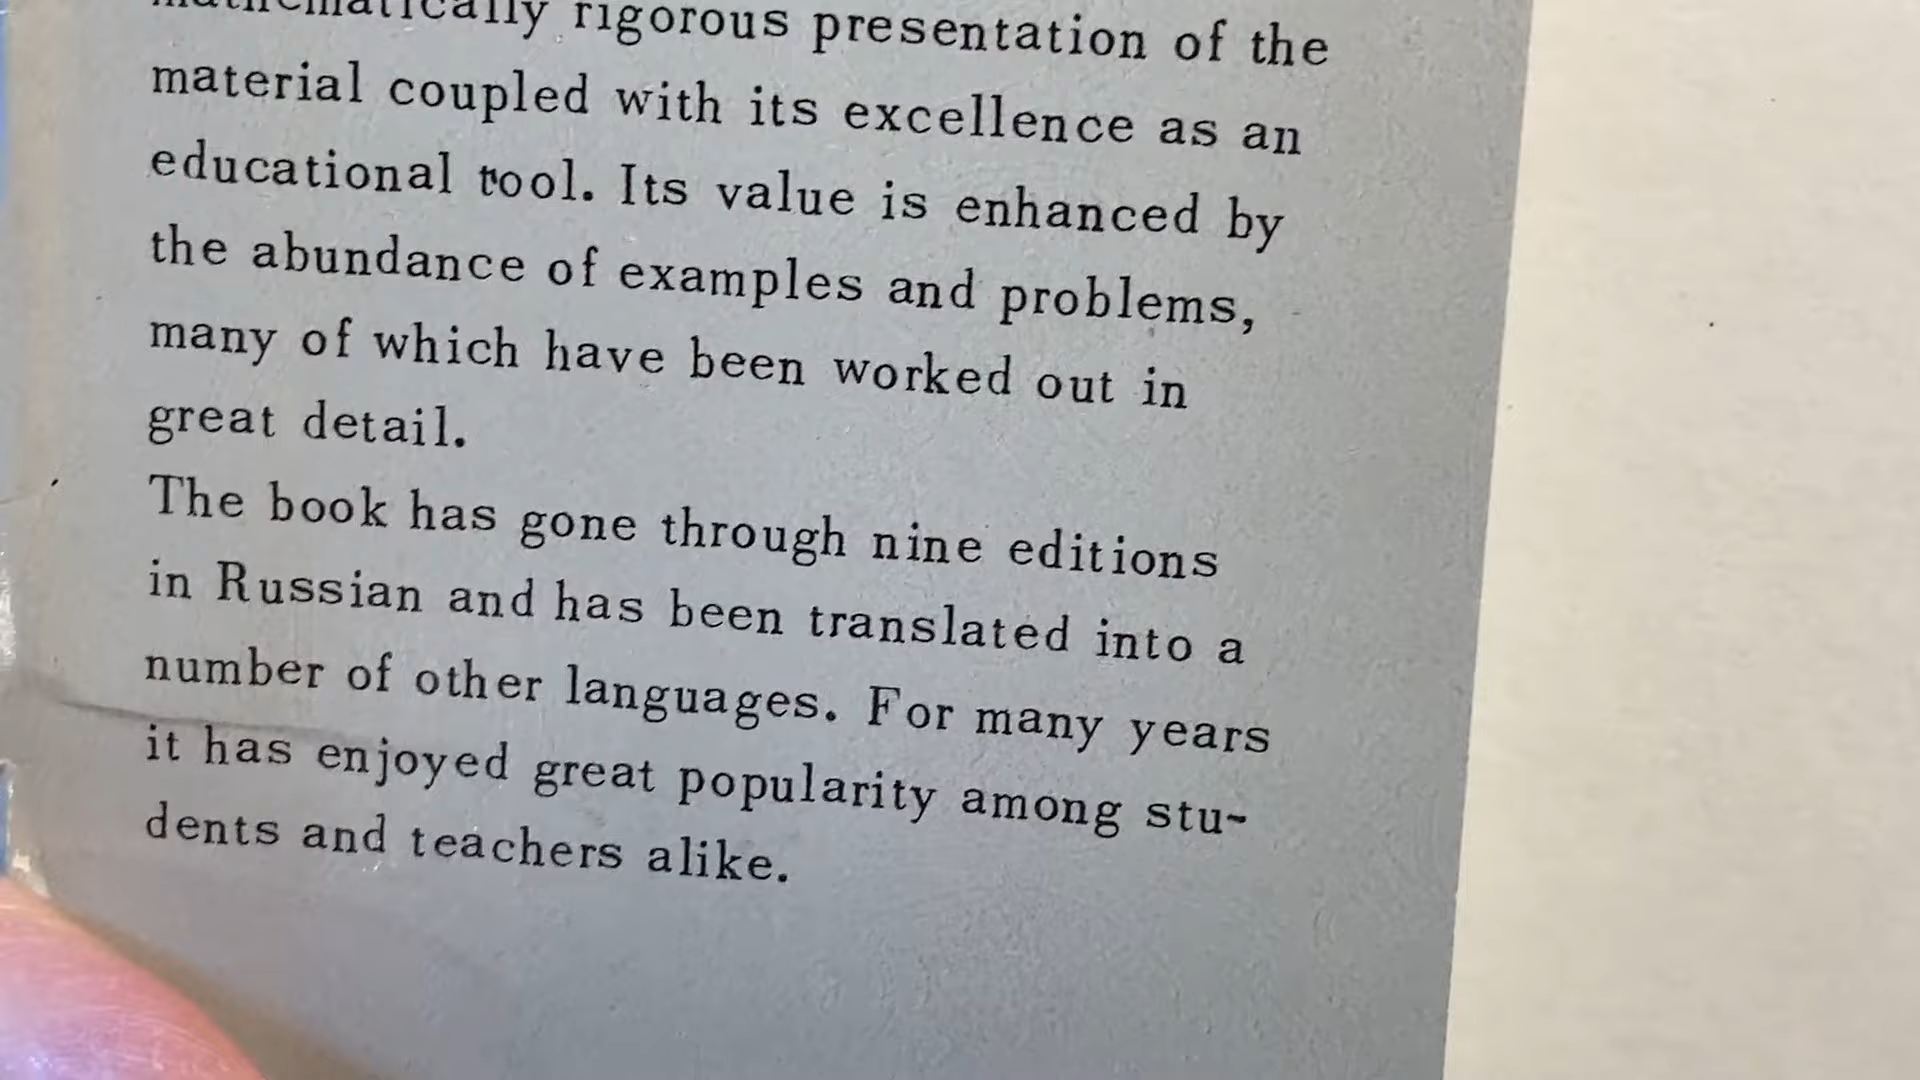 mathematically rigorous presentation of the
material coupled with its excellence as an
educational tool. Its value is enhanced by
the abundance of examples and problems,
many of which have been worked out in
great detail.
The book has gone through nine editions
in Russian and has been translated into a
number of other languages. For many years
it has enjoyed great popularity among stu-
dents and teachers alike.